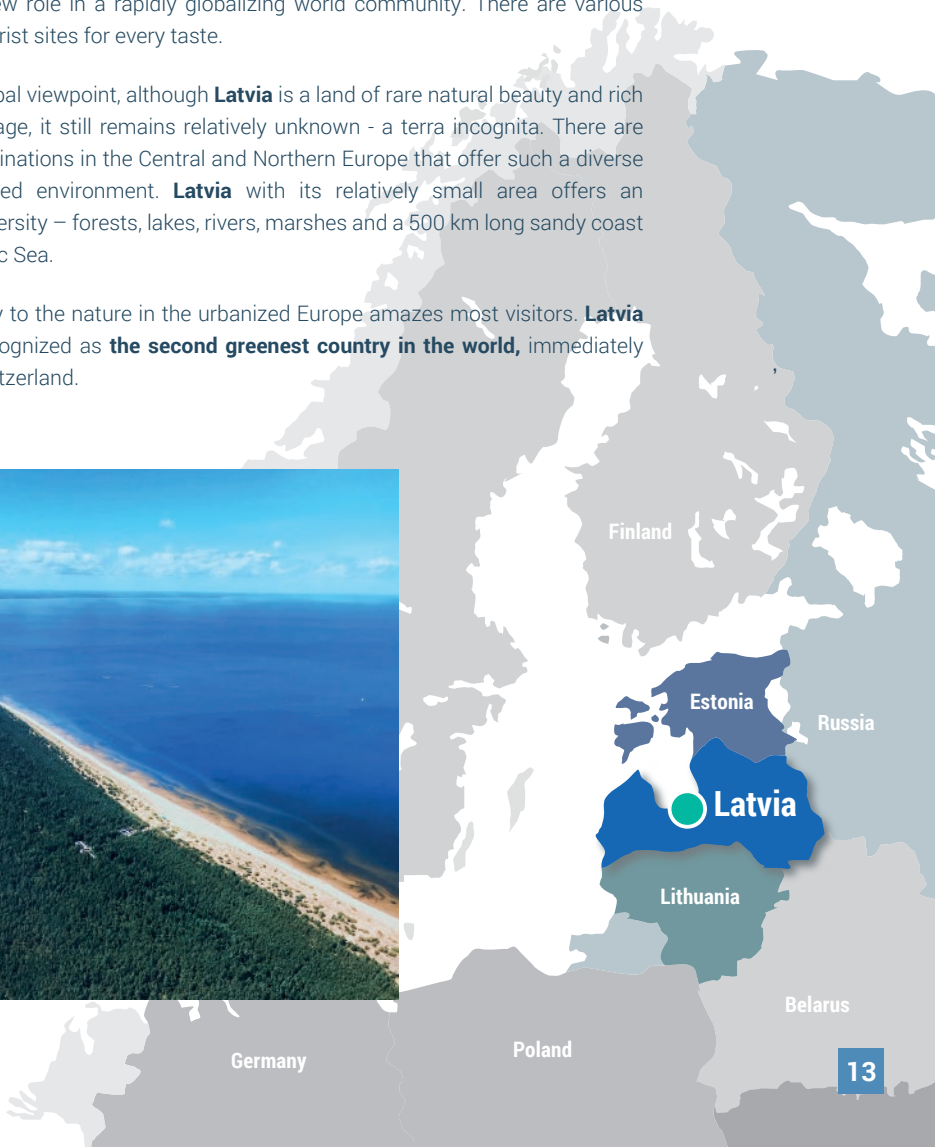 ew role in a rapidly globalizing world community. There are various
rist sites for every taste.
bal viewpoint, although Latvia is a land of rare natural beauty and rich
age, it still remains relatively unknown - a terra incognita. There are
inations in the Central and Northern Europe that offer such a diverse
ed environment. Latvia with its relatively small area offers an
ersity – forests, lakes, rivers, marshes and a 500 km long sandy coast
c Sea.
y to the nature in the urbanized Europe amazes most visitors. Latvia
ognized as the second greenest country in the world, immediately
tzerland.
,
Finland
Estonia
Russia
Latvia
Lithuania
Belarus
Poland
Germany
13